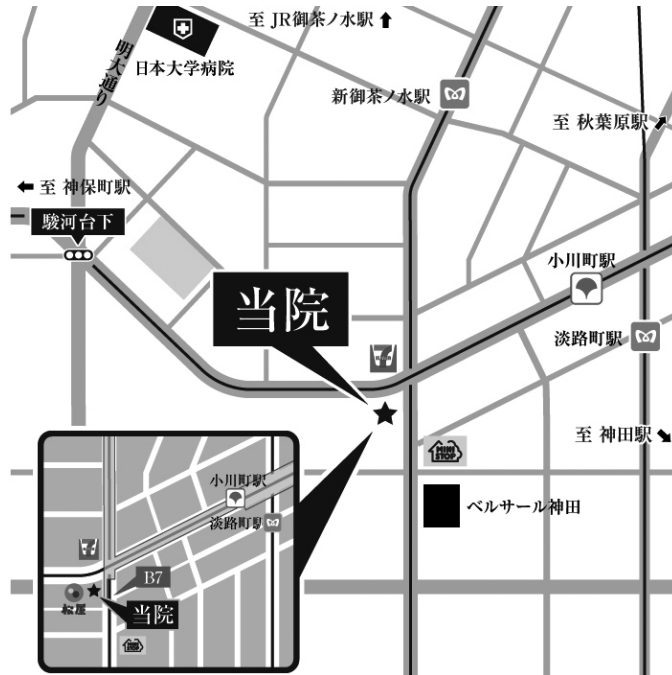 至 JR御茶ノ水駅
明大通り
日本大学病院
新御茶ノ水駅
至 秋葉原駅
至 神保町駅
駿河台下
小川町駅
当院
淡路町駅
至 神田駅
MINI
STOP
ベルサール神田
小川町駅
淡路町駅
B7
松屋
当院